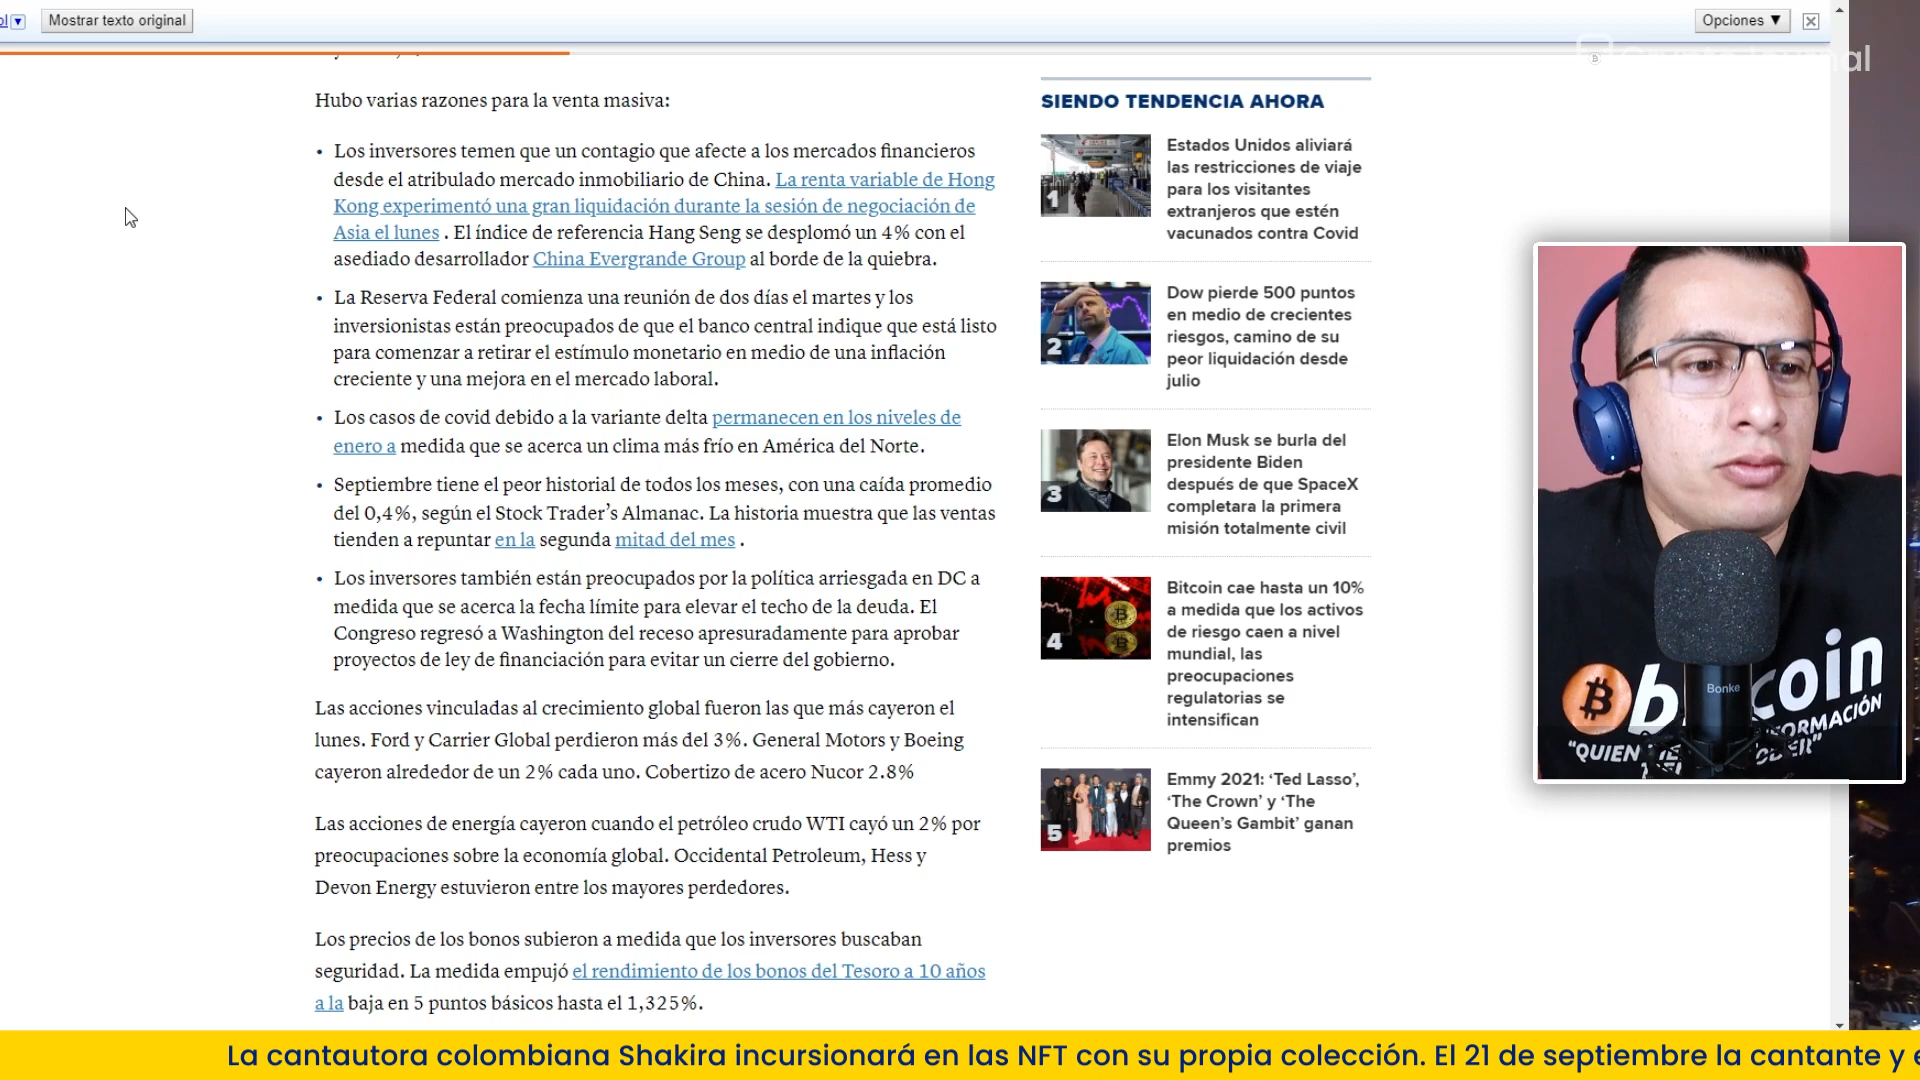 Mostrar texto original
Opciones ▼
Hubo varias razones para la venta masiva:
• Los inversores temen que un contagio que afecte a los mercados financieros
desde el atribulado mercado inmobiliario de China. La renta variable de Hong
Kong experimentó una gran liquidación durante la sesión de negociación de
Asia el lunes . El índice de referencia Hang Seng se desplomó un 4% con el
asediado desarrollador China Evergrande Group al borde de la quiebra.
• La Reserva Federal comienza una reunión de dos días el martes y los
inversionistas están preocupados de que el banco central indique que está listo
para comenzar a retirar el estímulo monetario en medio de una inflación
creciente y una mejora en el mercado laboral.
• Los casos de covid debido a la variante delta permanecen en los niveles de
enero a medida que se acerca un clima más frío en América del Norte.
• Septiembre tiene el peor historial de todos los meses, con una caída promedio
del 0,4%, según el Stock Trader’s Almanac. La historia muestra que las ventas
tienden a repuntar en la segunda mitad del mes .
• Los inversores también están preocupados por la política arriesgada en DC a
medida que se acerca la fecha límite para elevar el techo de la deuda. El
Congreso regresó a Washington del receso apresuradamente para aprobar
proyectos de ley de financiación para evitar un cierre del gobierno.
Las acciones vinculadas al crecimiento global fueron las que más cayeron el
lunes. Ford y Carrier Global perdieron más del 3%. General Motors y Boeing
cayeron alrededor de un 2% cada uno. Cobertizo de acero Nucor 2.8%
Las acciones de energía cayeron cuando el petróleo crudo WTI cayó un 2% por
preocupaciones sobre la economía global. Occidental Petroleum, Hess y
Devon Energy estuvieron entre los mayores perdedores.
Los precios de los bonos subieron a medida que los inversores buscaban
seguridad. La medida empujó el rendimiento de los bonos del Tesoro a 10 años
a la baja en 5 puntos básicos hasta el 1,325%.
SIENDO TENDENCIA AHORA
1
Estados Unidos aliviará
las restricciones de viaje
para los visitantes
extranjeros que estén
vacunados contra Covid
2
Dow pierde 500 puntos
en medio de crecientes
riesgos, camino de su
peor liquidación desde
julio
3
Elon Musk se burla del
presidente Biden
después de que SpaceX
completara la primera
misión totalmente civil
4
Bitcoin cae hasta un 10%
a medida que los activos
de riesgo caen a nivel
mundial, las
preocupaciones
regulatorias se
intensifican
5
Emmy 2021: ‘Ted Lasso’,
‘The Crown’ y ‘The
Queen’s Gambit’ ganan
premios
Bonke
“QUIEN
La cantautora colombiana Shakira incursionará en las NFT con su propia colección. El 21 de septiembre la cantante y